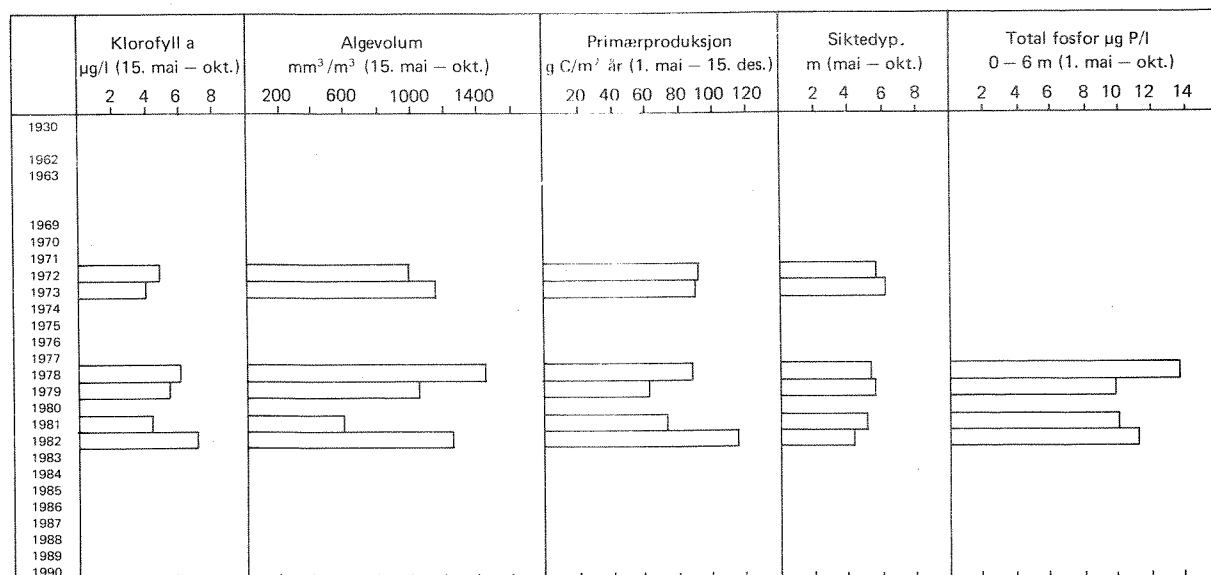 Klorofyll a
µg/l (15. mai – okt.)
2 4 6 8
Algevolum
mm³/m³ (15. mai – okt.)
200 600 1000 1400
Primærproduksjon
g C/m² år (1. mai – 15. des.)
20 40 60 80 100 120
Siktedyp.
m (mai – okt.)
2 4 6 8
Total fosfor µg P/l
0 – 6 m (1. mai – okt.)
2 4 6 8 10 12 14
1930
1962
1963
1969
1970
1971
1972
1973
1974
1975
1976
1977
1978
1979
1980
1981
1982
1983
1984
1985
1986
1987
1988
1989
1990